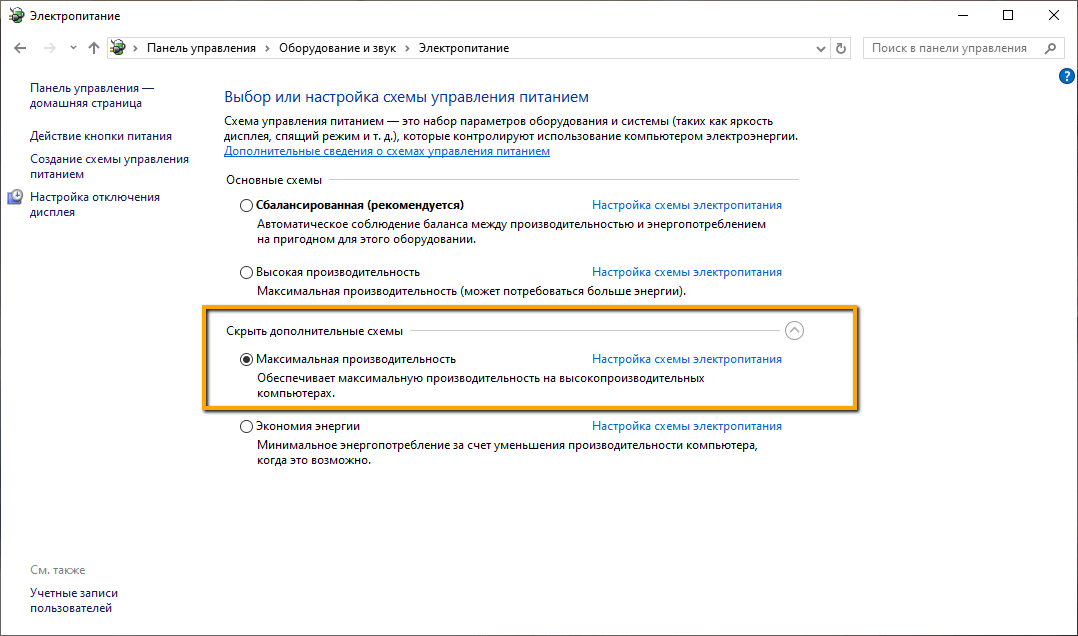 Электропитание
Панель управления
Оборудование и звук
Электропитание
Поиск в панели управления
?
Панель управления —
домашняя страница
Действие кнопки питания
Создание схемы управления
питанием
Настройка отключения
дисплея
Выбор или настройка схемы управления питанием
Схема управления питанием — это набор параметров оборудования и системы (таких как яркость
дисплея, спящий режим и т. д.), которые контролируют использование компьютером электроэнергии.
Дополнительные сведения о схемах управления питанием
Основные схемы
Сбалансированная (рекомендуется) Настройка схемы электропитания
Автоматическое соблюдение баланса между производительностью и энергопотреблением
на пригодном для этого оборудовании.
Высокая производительность Настройка схемы электропитания
Максимальная производительность (может потребоваться больше энергии).
Скрыть дополнительные схемы
Максимальная производительность Настройка схемы электропитания
Обеспечивает максимальную производительность на высокопроизводительных
компьютерах.
Экономия энергии Настройка схемы электропитания
Минимальное энергопотребление за счет уменьшения производительности компьютера,
когда это возможно.
См. также
Учетные записи
пользователей